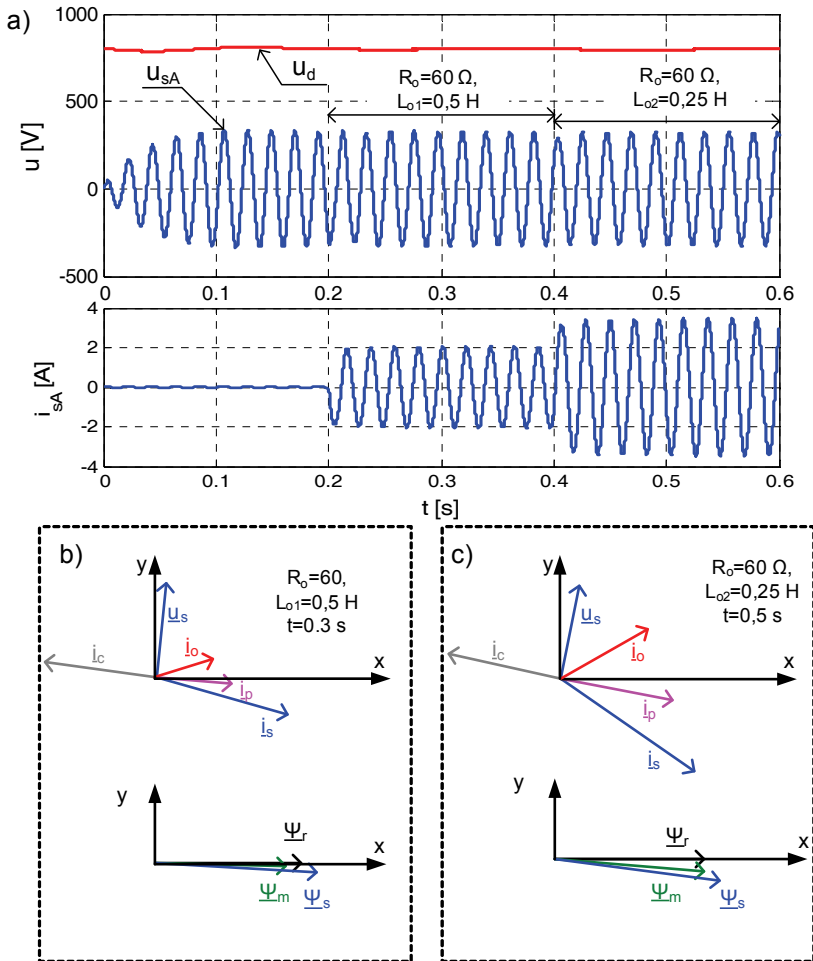 a)
1000
500
0
-500
u [V]
u_sA
u_d
R_o=60 Ω,
L_o1=0,5 H
R_o=60 Ω,
L_o2=0,25 H
0 0.1 0.2 0.3 0.4 0.5 0.6
4
2
0
-2
-4
i_sA [A]
0 0.1 0.2 0.3 0.4 0.5 0.6
t [s]
b)
y
R_o=60,
L_o1=0,5 H
t=0.3 s
u_s
i_c
i_o
x
i_p
i_s
y
Ψ_r
x
Ψ_m
Ψ_s
c)
y
R_o=60 Ω,
L_o2=0,25 H
t=0,5 s
u_s
i_c
i_o
x
i_p
i_s
y
Ψ_r
x
Ψ_m
Ψ_s